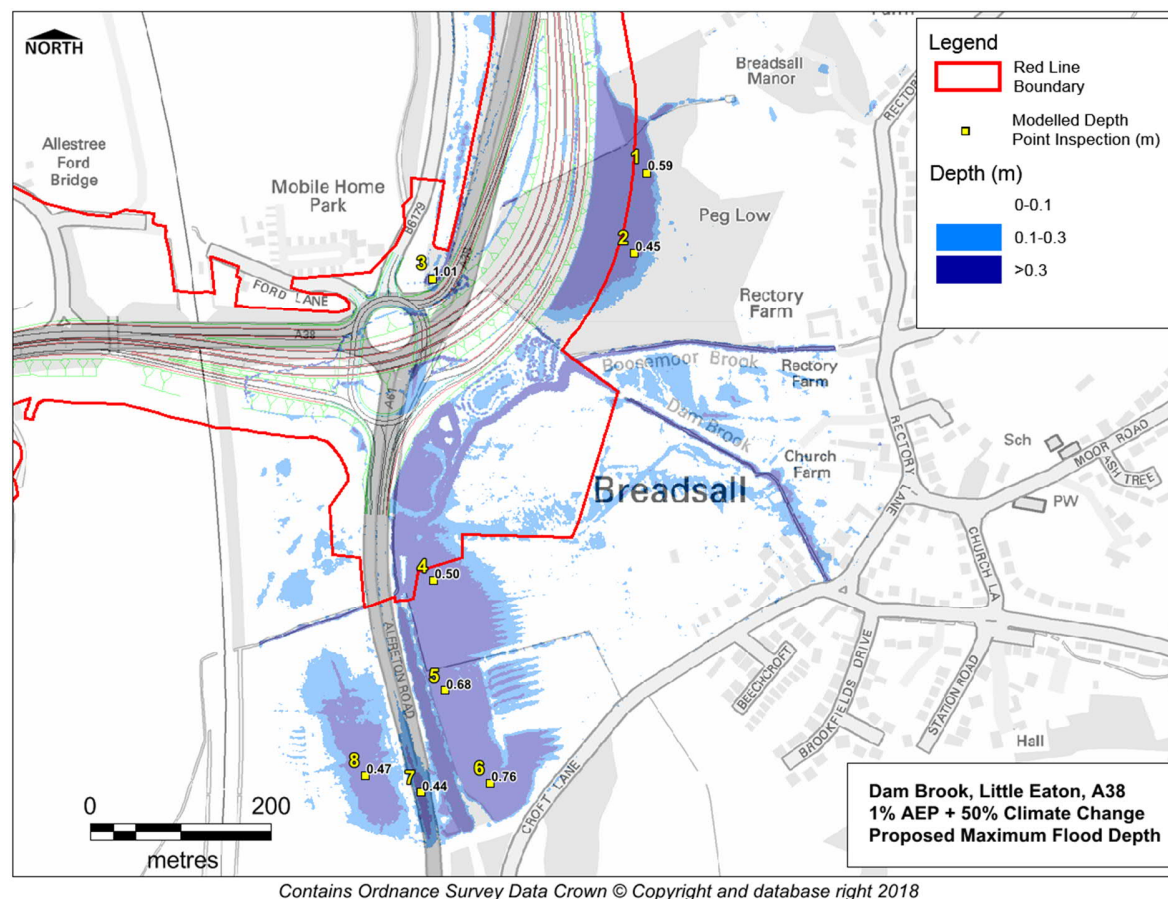 NORTH
Allestree
Ford
Bridge
Mobile Home
Park
B6179
A38
FORD LANE
A38
A61
Breadsall
Manor
RECTORY
Peg Low
Rectory
Farm
Boosemoor Brook
Rectory
Farm
Dam Brook
Church
Farm
RECTORY LANE
Sch
MOOR ROAD
ASH TREE
PW
Breadsall
CHURCH LA
ALFRETON ROAD
BEECHCROFT
BROOKFIELDS DRIVE
STATION ROAD
Hall
CROFT LANE
1
0.59
2
0.45
3
1.01
4
0.50
5
0.68
6
0.76
7
0.44
8
0.47
0
200
metres
Legend
Red Line
Boundary
Modelled Depth
Point Inspection (m)
Depth (m)
0-0.1
0.1-0.3
>0.3
Dam Brook, Little Eaton, A38
1% AEP + 50% Climate Change
Proposed Maximum Flood Depth
Contains Ordnance Survey Data Crown © Copyright and database right 2018